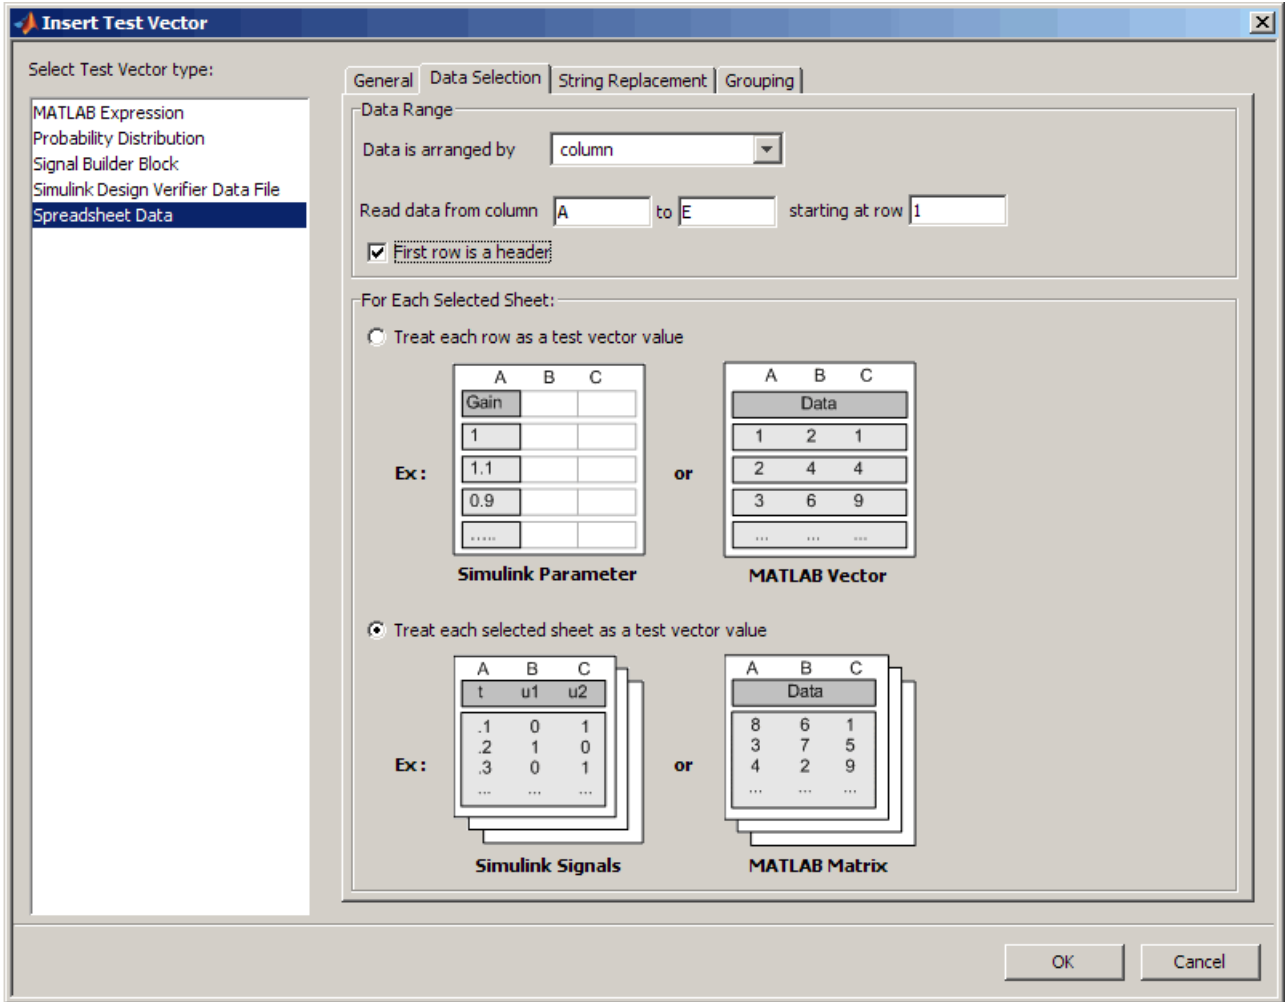 Insert Test Vector
Select Test Vector type:
MATLAB Expression
Probability Distribution
Signal Builder Block
Simulink Design Verifier Data File
Spreadsheet Data
General Data Selection String Replacement Grouping
Data Range
Data is arranged by column
Read data from column A to E starting at row 1
First row is a header
For Each Selected Sheet:
Treat each row as a test vector value
Ex:
A B C
Gain
1
1.1
0.9
.....
Simulink Parameter
or
A B C
Data
1 2 1
2 4 4
3 6 9
... ... ...
MATLAB Vector
Treat each selected sheet as a test vector value
Ex:
A B C
t u1 u2
.1 0 1
.2 1 0
.3 0 1
... ... ...
Simulink Signals
or
A B C
Data
8 6 1
3 7 5
4 2 9
... ... ...
MATLAB Matrix
OK Cancel